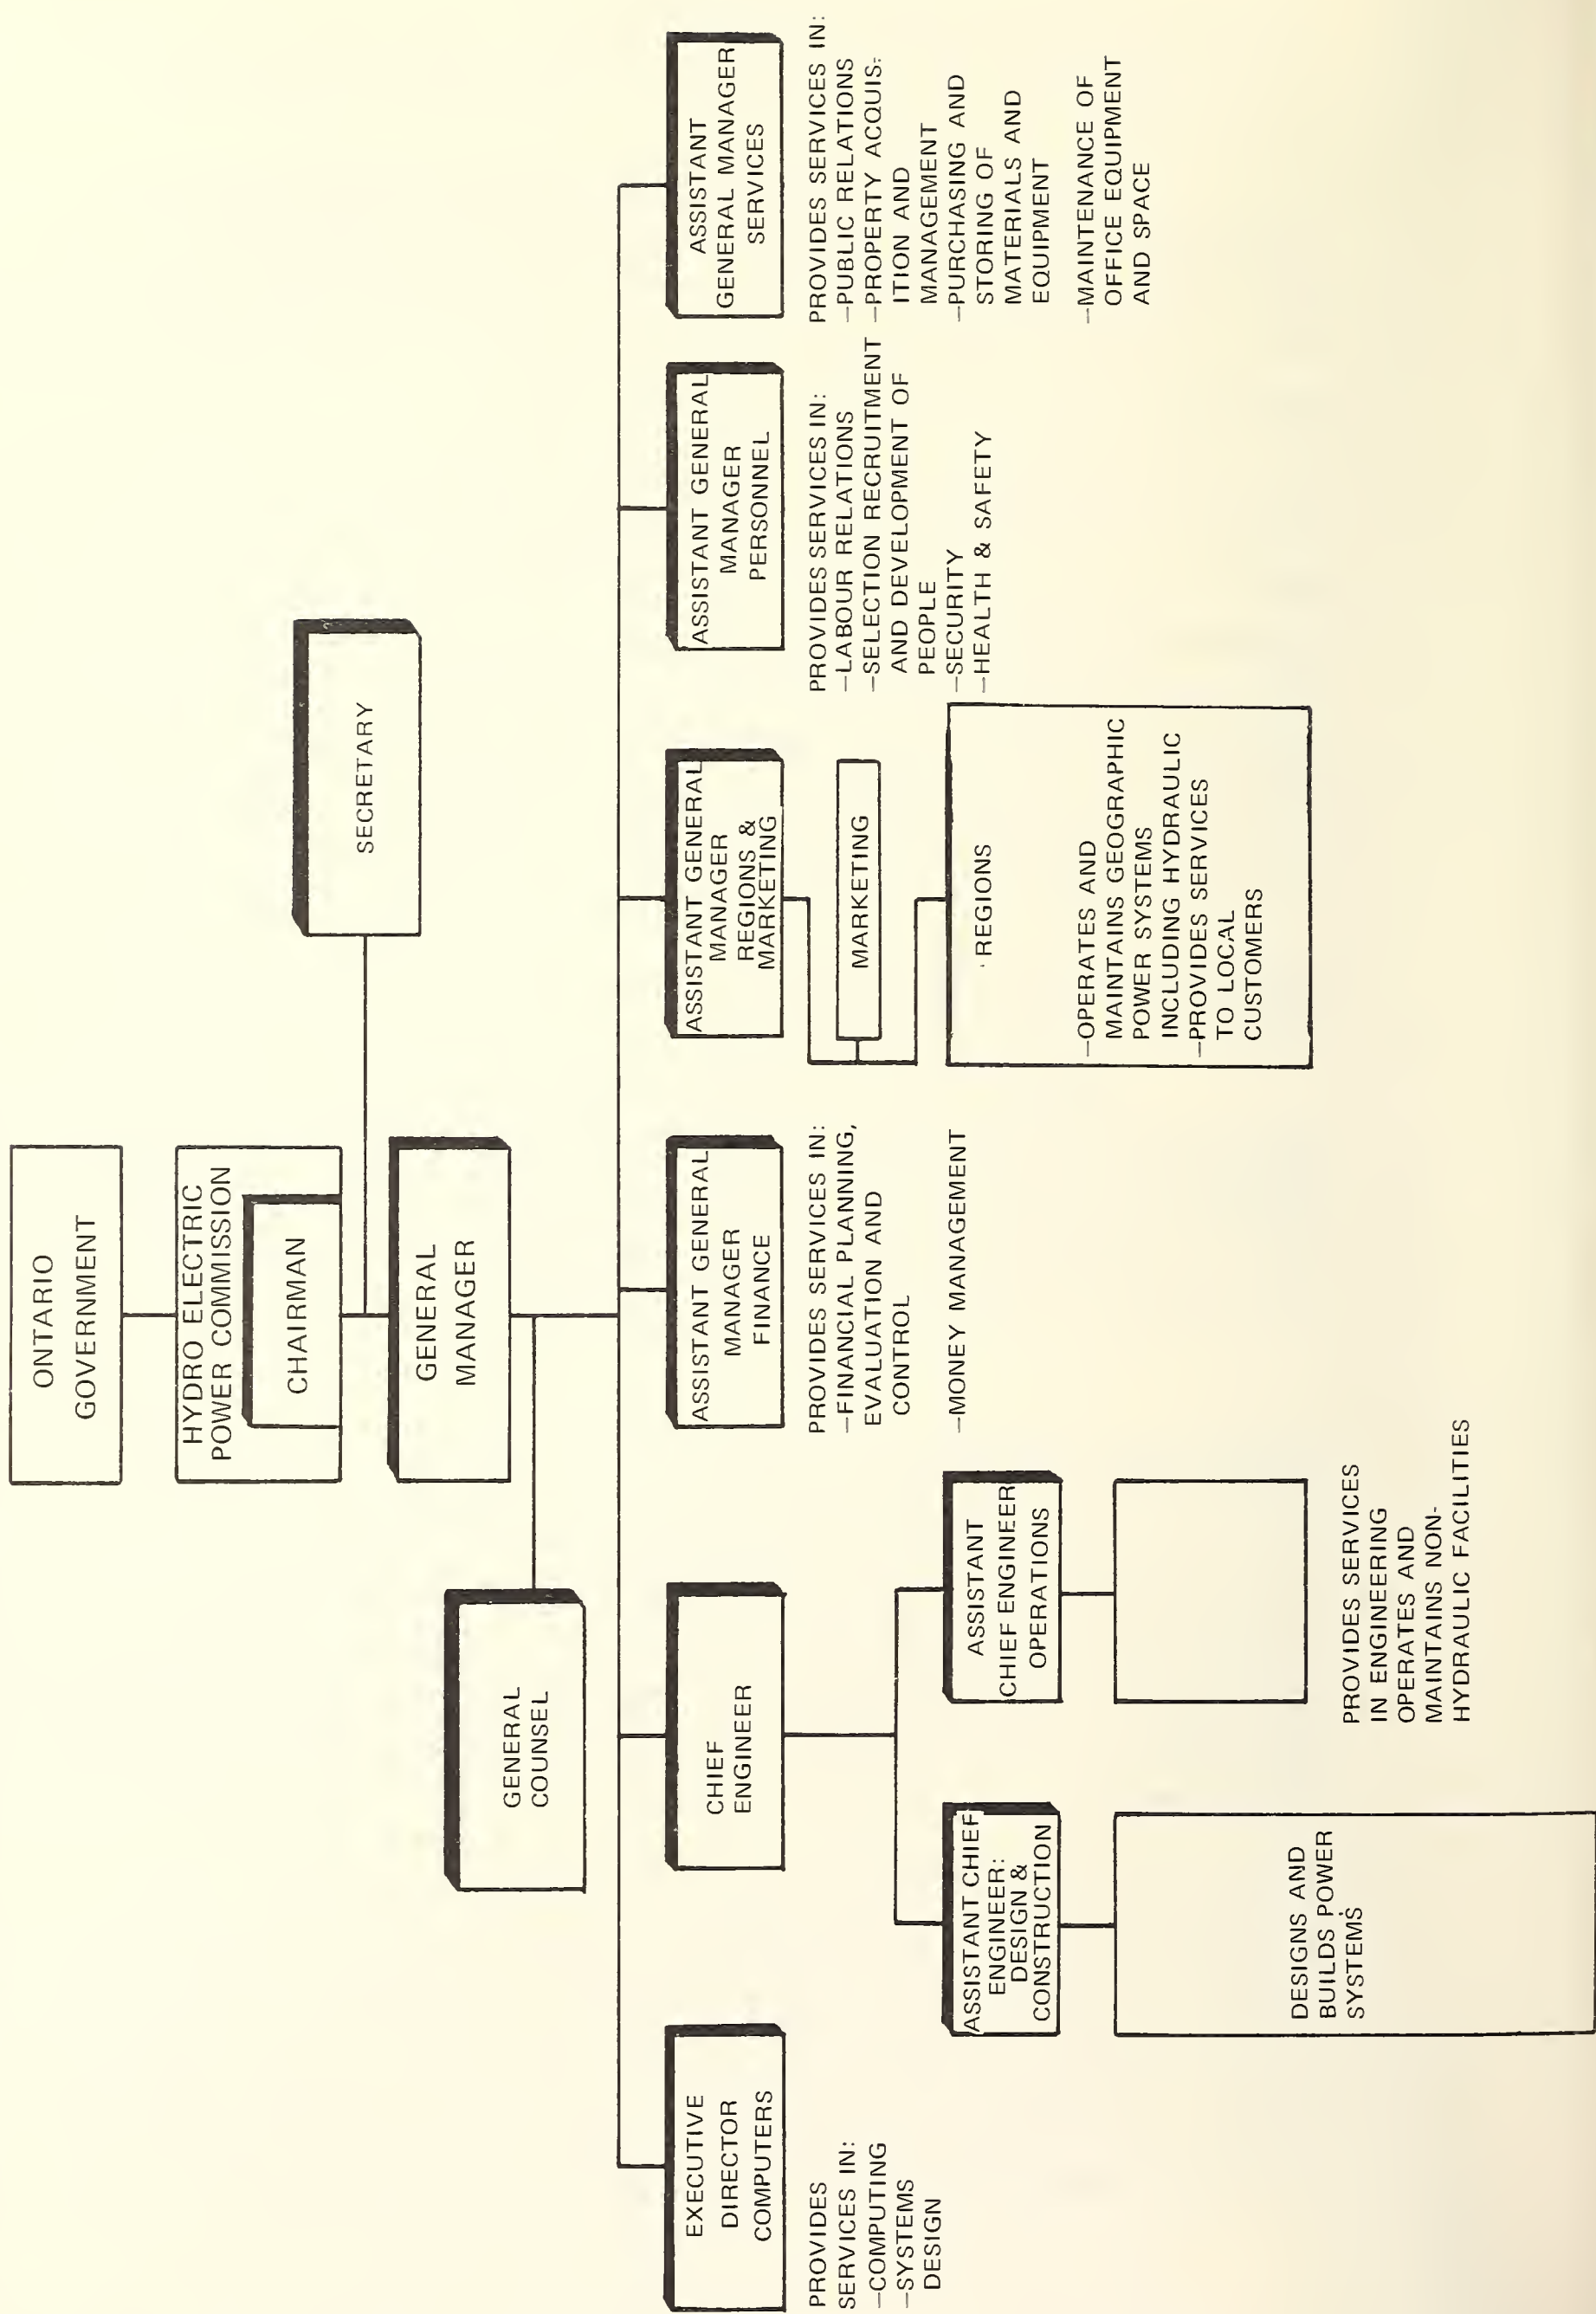 ONTARIO
GOVERNMENT
HYDRO ELECTRIC
POWER COMMISSION
CHAIRMAN
SECRETARY
GENERAL
MANAGER
GENERAL
COUNSEL
EXECUTIVE
DIRECTOR
COMPUTERS
PROVIDES
SERVICES IN:
—COMPUTING
—SYSTEMS
DESIGN
CHIEF
ENGINEER
ASSISTANT CHIEF
ENGINEER:
DESIGN &
CONSTRUCTION
DESIGNS AND
BUILDS POWER
SYSTEMS
ASSISTANT
CHIEF ENGINEER
OPERATIONS
PROVIDES SERVICES
IN ENGINEERING
OPERATES AND
MAINTAINS NON-
HYDRAULIC FACILITIES
ASSISTANT GENERAL
MANAGER
FINANCE
PROVIDES SERVICES IN:
—FINANCIAL PLANNING,
EVALUATION AND
CONTROL
—MONEY MANAGEMENT
ASSISTANT GENERAL
MANAGER
REGIONS &
MARKETING
MARKETING
REGIONS
—OPERATES AND
MAINTAINS GEOGRAPHIC
POWER SYSTEMS
INCLUDING HYDRAULIC
—PROVIDES SERVICES
TO LOCAL
CUSTOMERS
ASSISTANT GENERAL
MANAGER
PERSONNEL
PROVIDES SERVICES IN:
—LABOUR RELATIONS
—SELECTION RECRUITMENT
AND DEVELOPMENT OF
PEOPLE
—SECURITY
—HEALTH & SAFETY
ASSISTANT
GENERAL MANAGER
SERVICES
PROVIDES SERVICES IN:
—PUBLIC RELATIONS
—PROPERTY ACQUIS-
ITION AND
MANAGEMENT
—PURCHASING AND
STORING OF
MATERIALS AND
EQUIPMENT
—MAINTENANCE OF
OFFICE EQUIPMENT
AND SPACE